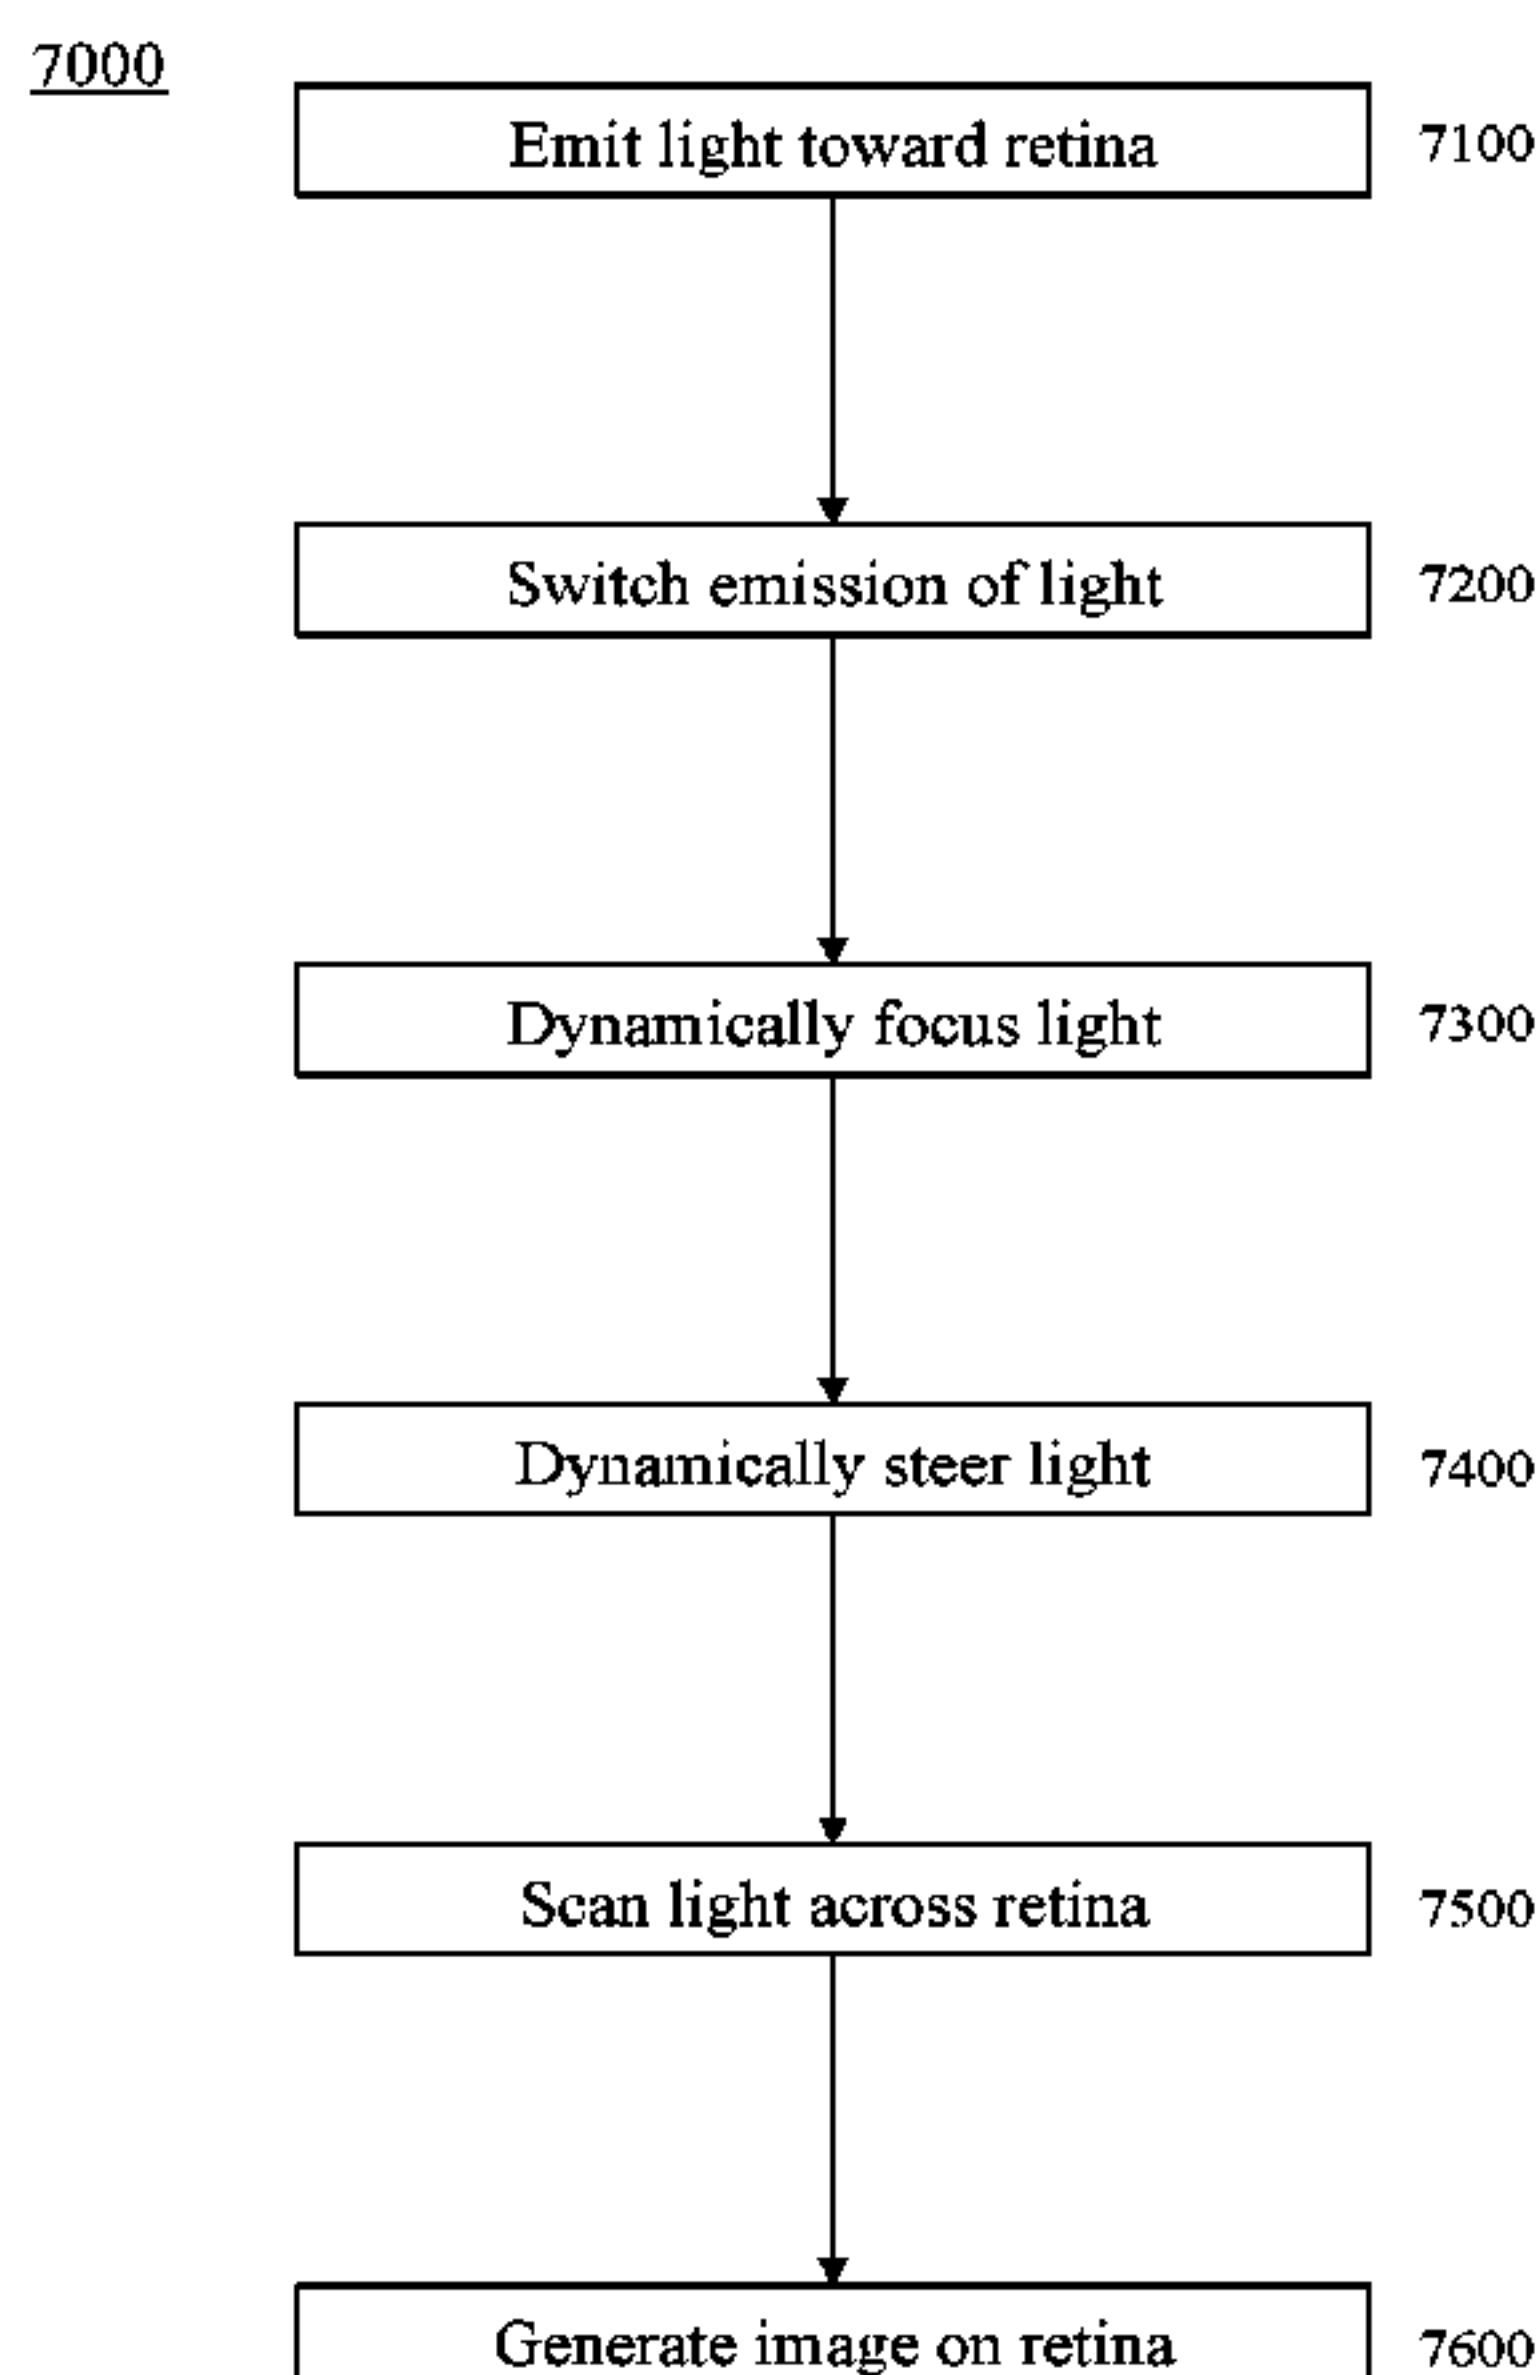 7000
Emit light toward retina 7100
Switch emission of light 7200
Dynamically focus light 7300
Dynamically steer light 7400
Scan light across retina 7500
Generate image on retina 7600